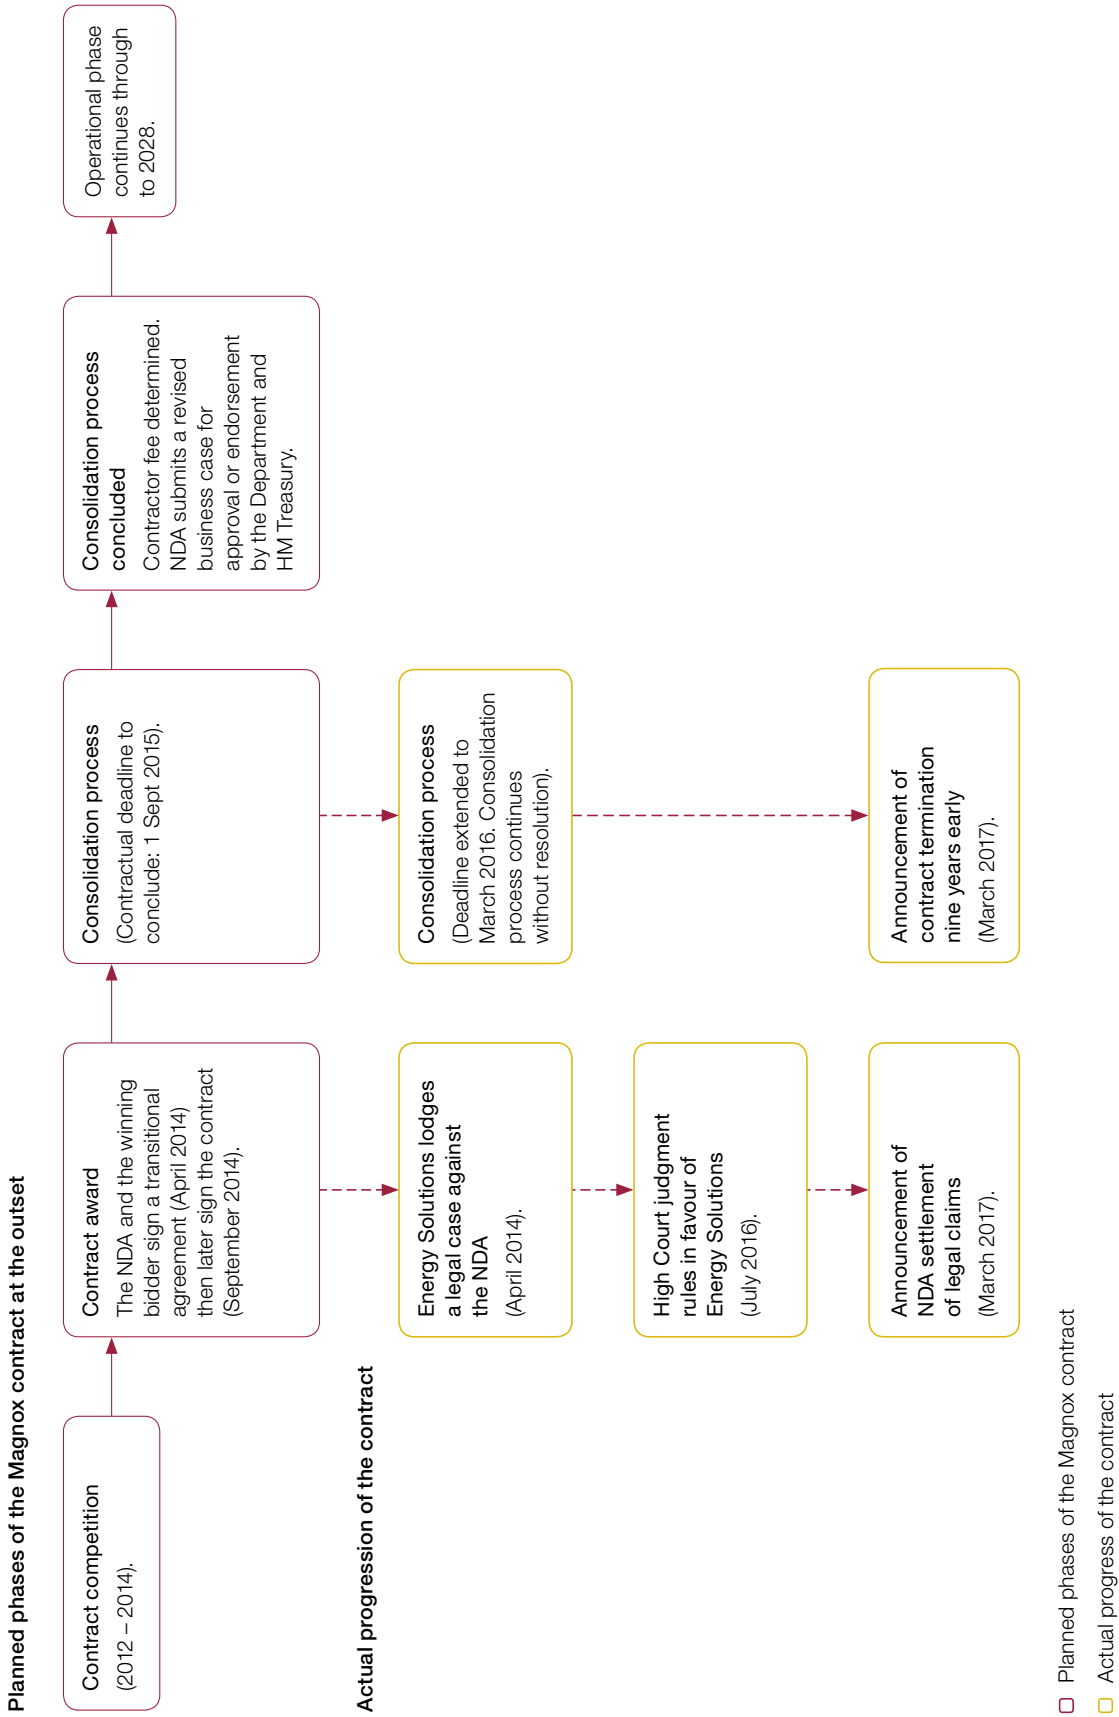 Planned phases of the Magnox contract at the outset
Contract competition
(2012 – 2014).
Contract award
The NDA and the winning
bidder sign a transitional
agreement (April 2014)
then later sign the contract
(September 2014).
Consolidation process
(Contractual deadline to
conclude: 1 Sept 2015).
Consolidation process
concluded
Contractor fee determined.
NDA submits a revised
business case for
approval or endorsement
by the Department and
HM Treasury.
Operational phase
continues through
to 2028.
Actual progression of the contract
Energy Solutions lodges
a legal case against
the NDA
(April 2014).
Consolidation process
(Deadline extended to
March 2016. Consolidation
process continues
without resolution).
High Court judgment
rules in favour of
Energy Solutions
(July 2016).
Announcement of
NDA settlement
of legal claims
(March 2017).
Announcement of
contract termination
nine years early
(March 2017).
Planned phases of the Magnox contract
Actual progress of the contract